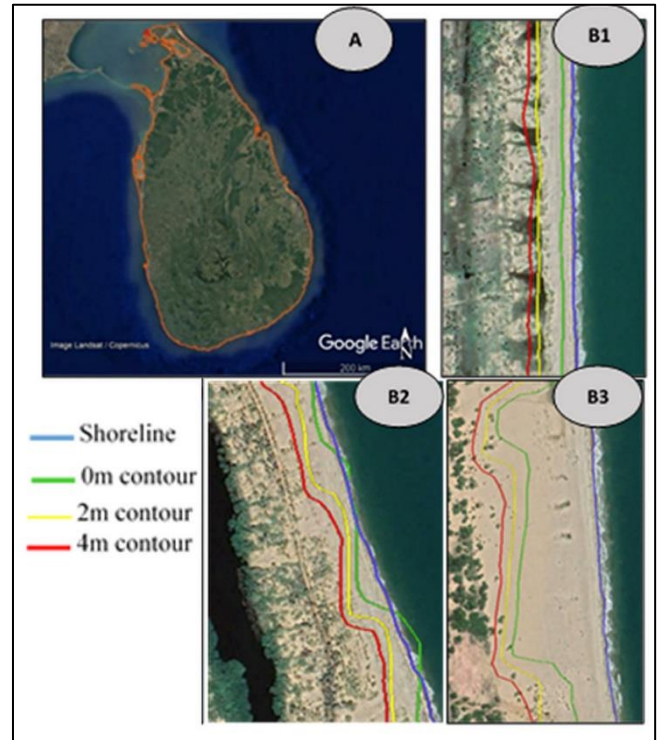 A
B1
Image Landsat / Copernicus
Google Earth
N
200 km
B2
B3
Shoreline
0m contour
2m contour
4m contour